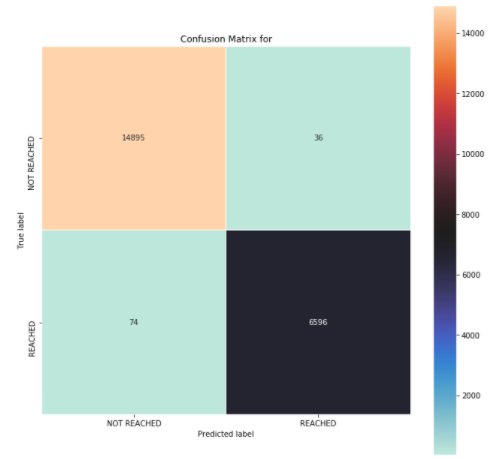 Confusion Matrix for
14000
12000
10000
8000
6000
4000
2000
True label
NOT REACHED
REACHED
14895
36
74
6596
NOT REACHED
REACHED
Predicted label